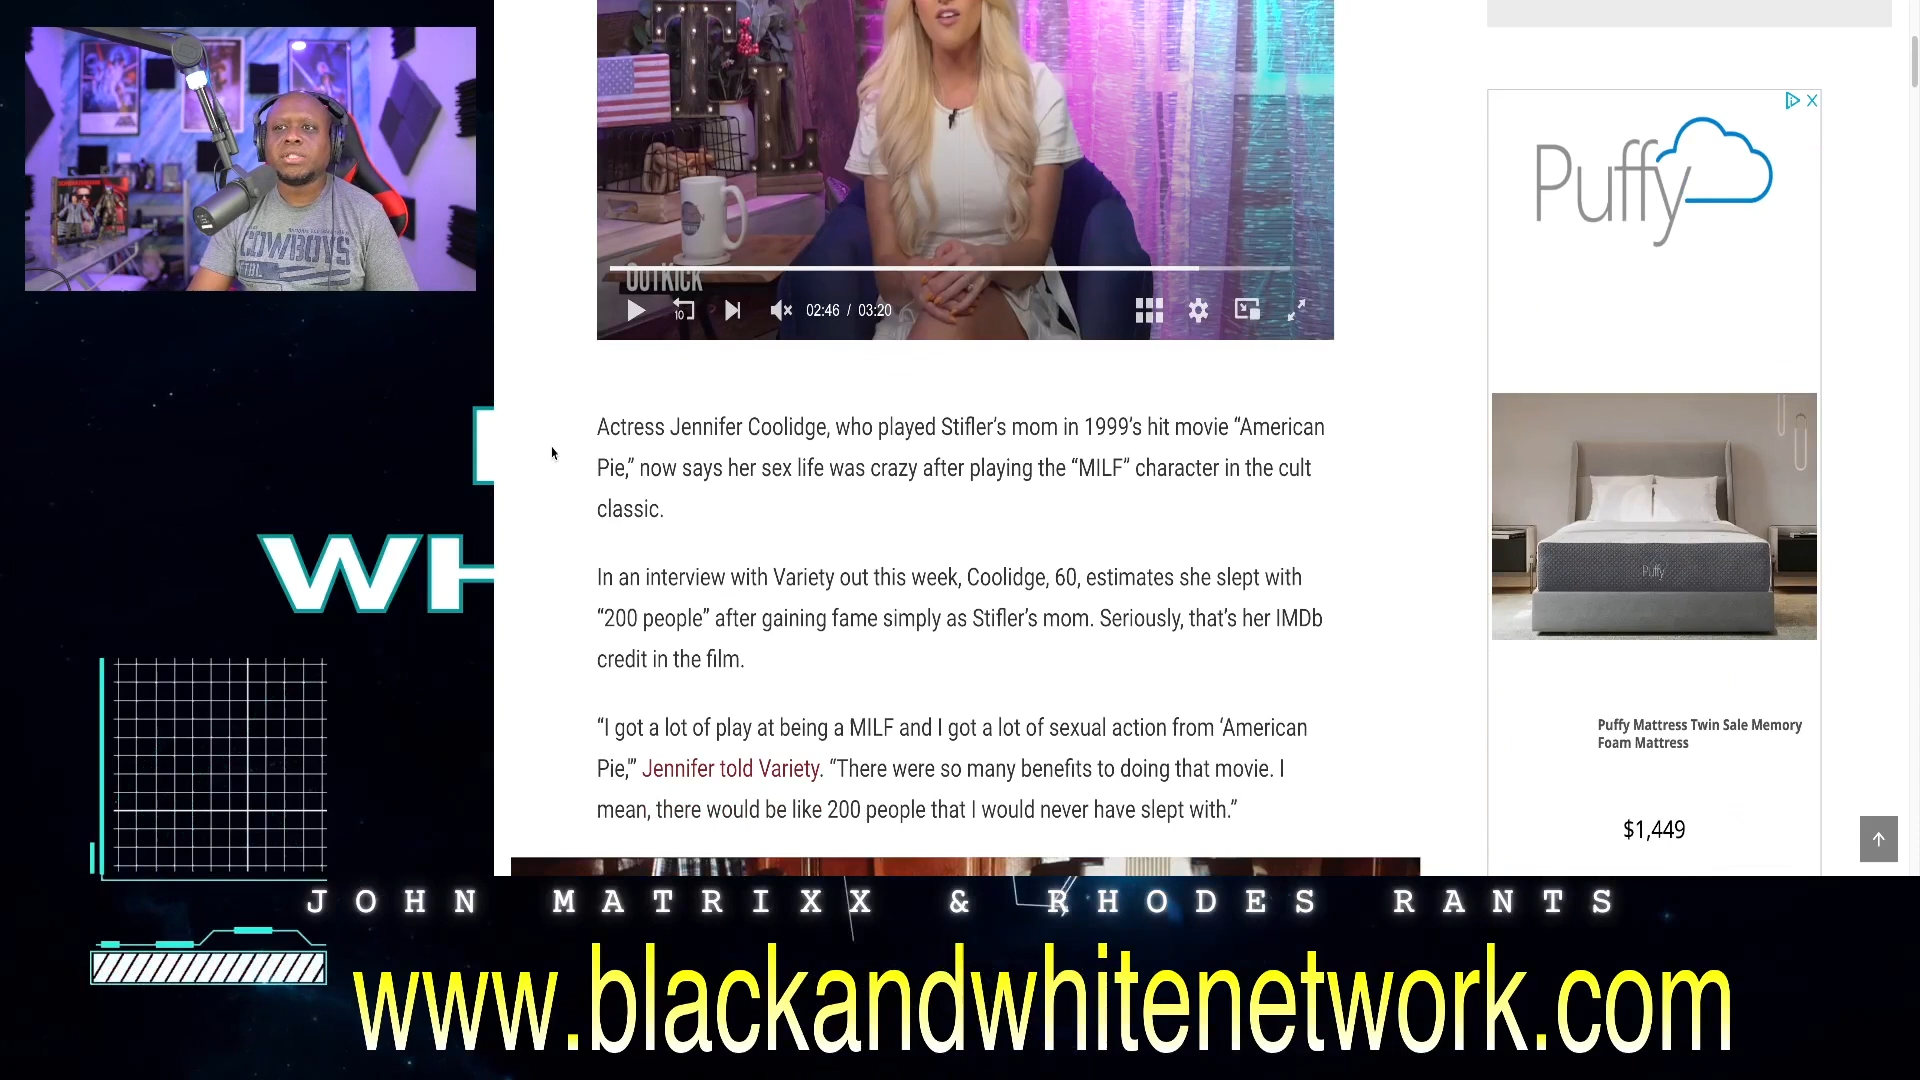 COWBOYS
OUTKICK
10
02:46 / 03:20
Puffy
Actress Jennifer Coolidge, who played Stifler’s mom in 1999’s hit movie “American
Pie,” now says her sex life was crazy after playing the “MILF” character in the cult
classic.
In an interview with Variety out this week, Coolidge, 60, estimates she slept with
“200 people” after gaining fame simply as Stifler’s mom. Seriously, that’s her IMDb
credit in the film.
“I got a lot of play at being a MILF and I got a lot of sexual action from ‘American
Pie,’” Jennifer told Variety. “There were so many benefits to doing that movie. I
mean, there would be like 200 people that I would never have slept with.”
Puffy
Puffy Mattress Twin Sale Memory
Foam Mattress
$1,449
WH
JOHN MATRIXX & RHODES RANTS
www.blackandwhitenetwork.com